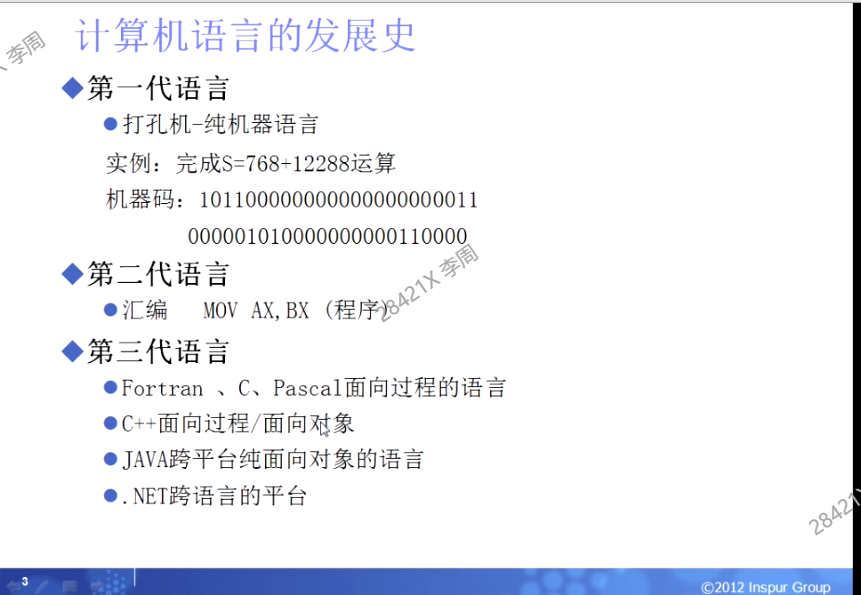 计算机语言的发展史
李周
◆第一代语言
●打孔机-纯机器语言
实例：完成S=768+12288运算
机器码：101100000000000000000011
000001010000000000110000
◆第二代语言
●汇编 MOV AX,BX (程序)
28421X 李周
◆第三代语言
●Fortran 、C、Pascal面向过程的语言
●C++面向过程/面向对象
●JAVA跨平台纯面向对象的语言
●.NET跨语言的平台
28421X
3
©2012 Inspur Group